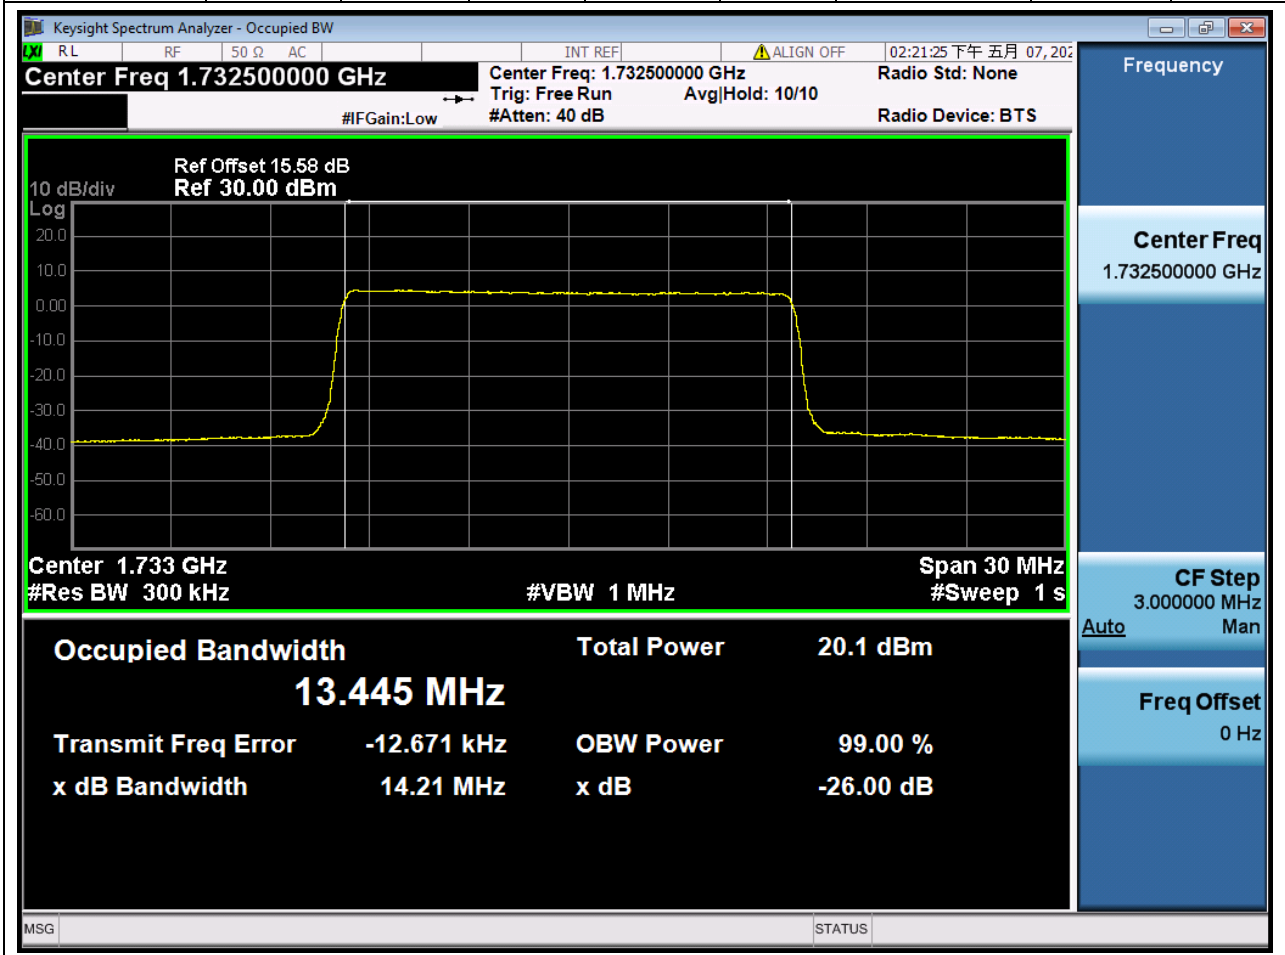 Keysight Spectrum Analyzer - Occupied BW
LXI RL RF 50 Ω AC INT REF ALIGN OFF 02:21:25 下午 五月 07, 202
Center Freq 1.732500000 GHz
Center Freq: 1.732500000 GHz
Radio Std: None
Trig: Free Run Avg|Hold: 10/10
#IFGain:Low
#Atten: 40 dB
Radio Device: BTS
Ref Offset 15.58 dB
10 dB/div Ref 30.00 dBm
Log
20.0
10.0
0.00
-10.0
-20.0
-30.0
-40.0
-50.0
-60.0
Center 1.733 GHz Span 30 MHz
#Res BW 300 kHz #VBW 1 MHz #Sweep 1 s
Occupied Bandwidth Total Power 20.1 dBm
13.445 MHz
Transmit Freq Error -12.671 kHz OBW Power 99.00 %
x dB Bandwidth 14.21 MHz x dB -26.00 dB
Frequency
Center Freq
1.732500000 GHz
CF Step
3.000000 MHz
Auto Man
Freq Offset
0 Hz
MSG STATUS